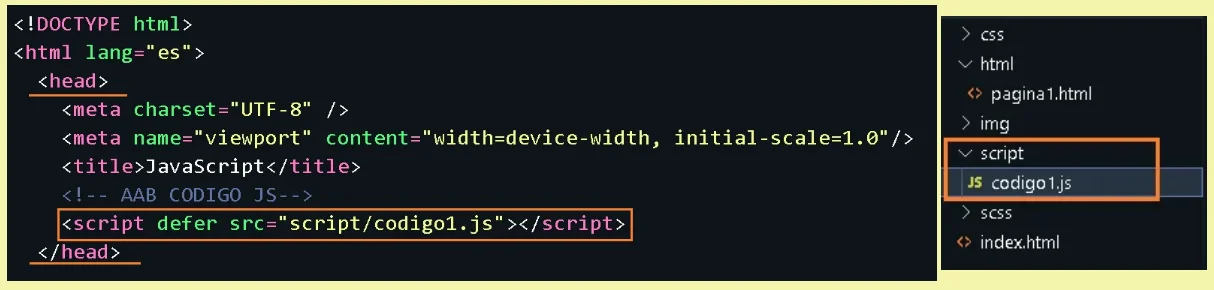 <!DOCTYPE html>
<html lang="es">
<head>
<meta charset="UTF-8" />
<meta name="viewport" content="width=device-width, initial-scale=1.0"/>
<title>JavaScript</title>
<!-- AAB CODIGO JS-->
<script defer src="script/codigo1.js"></script>
</head>
css
html
<> pagina1.html
img
script
JS codigo1.js
scss
<> index.html